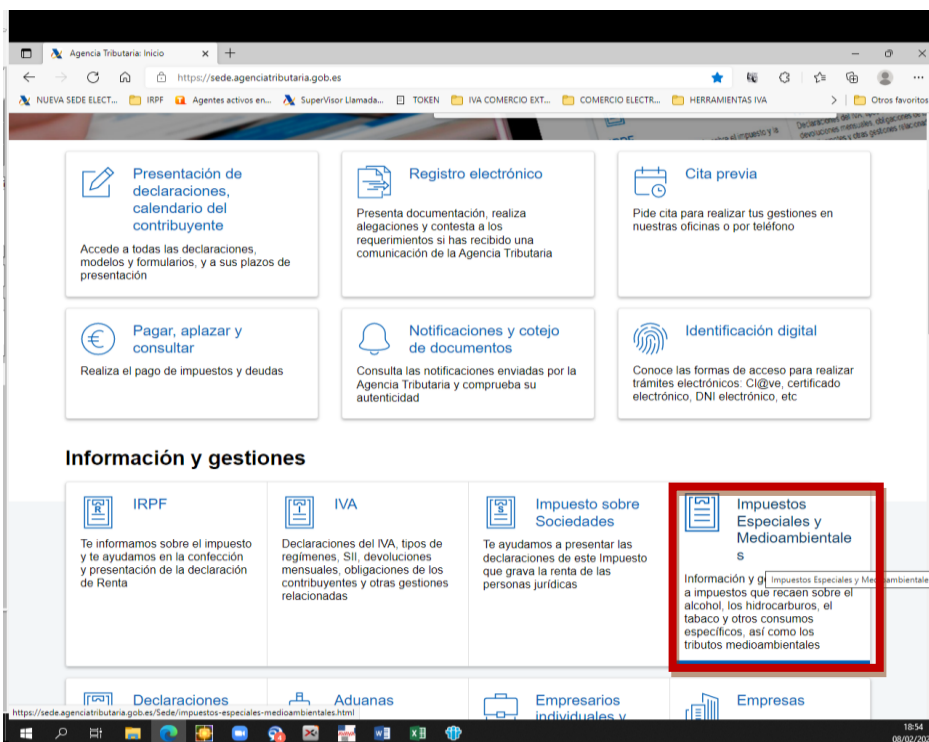 Agencia Tributaria: Inicio
https://sede.agenciatributaria.gob.es
NUEVA SEDE ELECT... IRPF Agentes activos en... SuperVisor Llamada... TOKEN IVA COMERCIO EXT... COMERCIO ELECTR... HERRAMIENTAS IVA Otros favoritos
Presentación de
declaraciones,
calendario del
contribuyente
Accede a todas las declaraciones,
modelos y formularios, y a sus plazos de
presentación
Registro electrónico
Presenta documentación, realiza
alegaciones y contesta a los
requerimientos si has recibido una
comunicación de la Agencia Tributaria
Cita previa
Pide cita para realizar tus gestiones en
nuestras oficinas o por teléfono
Pagar, aplazar y
consultar
Realiza el pago de impuestos y deudas
Notificaciones y cotejo
de documentos
Consulta las notificaciones enviadas por la
Agencia Tributaria y comprueba su
autenticidad
Identificación digital
Conoce las formas de acceso para realizar
trámites electrónicos: Cl@ve, certificado
electrónico, DNI electrónico, etc
Información y gestiones
IRPF
Te informamos sobre el impuesto
y te ayudamos en la confección
y presentación de la declaración
de Renta
IVA
Declaraciones del IVA, tipos de
regímenes, SII, devoluciones
mensuales, obligaciones de los
contribuyentes y otras gestiones
relacionadas
Impuesto sobre
Sociedades
Te ayudamos a presentar las
declaraciones de este Impuesto
que grava la renta de las
personas jurídicas
Impuestos
Especiales y
Medioambientale
s
Información y g
Impuestos Especiales y Medioambientale
a impuestos que recaen sobre el
alcohol, los hidrocarburos, el
tabaco y otros consumos
específicos, así como los
tributos medioambientales
Declaraciones
Aduanas
Empresarios
individuales y
Empresas
https://sede.agenciatributaria.gob.es/Sede/impuestos-especiales-medioambientales.html
18:54
08/02/202